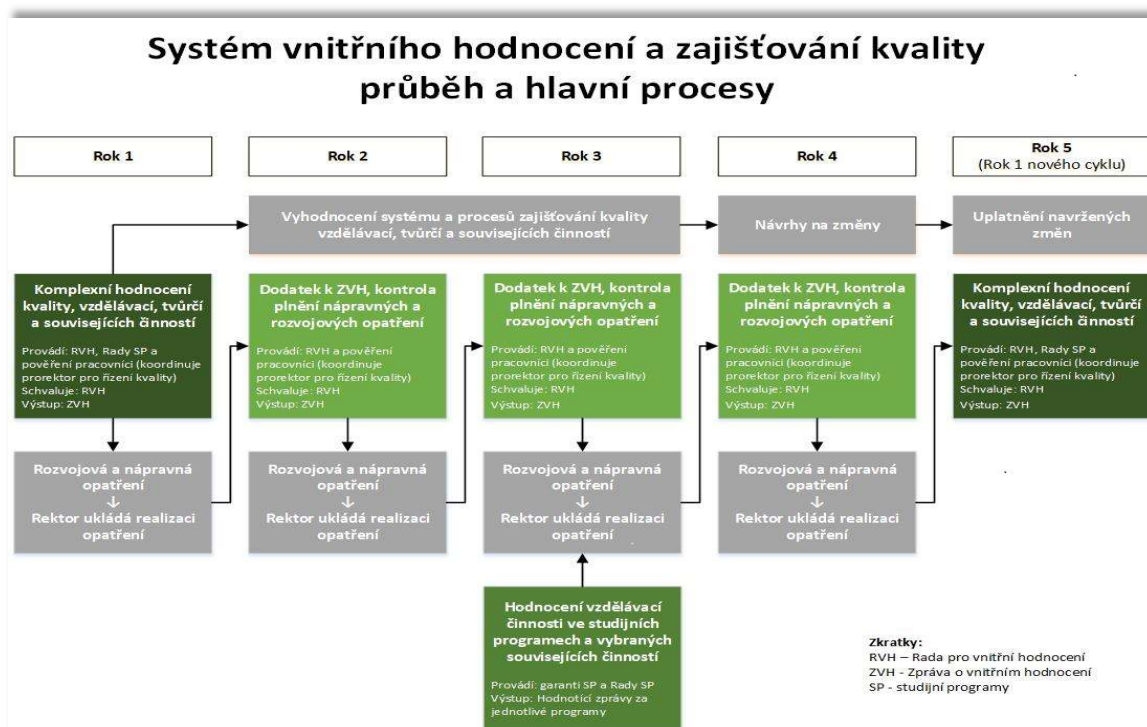 Systém vnitřního hodnocení a zajišťování kvality
průběh a hlavní procesy
Rok 1
Rok 2
Rok 3
Rok 4
Rok 5
(Rok 1 nového cyklu)
Vyhodnocení systému a procesů zajišťování kvality
vzdělávací, tvůrčí a souvisejících činností
Návrhy na změny
Uplatnění navržených
změn
Komplexní hodnocení
kvality, vzdělávací, tvůrčí
a souvisejících činností
Provádí: RVH, Rady SP a
pověření pracovníci (koordinuje
prorektor pro řízení kvality)
Schvaluje: RVH
Výstup: ZVH
Dodatek k ZVH, kontrola
plnění nápravných a
rozvojových opatření
Provádí: RVH a pověření
pracovníci (koordinuje
prorektor pro řízení kvality)
Schvaluje: RVH
Výstup: ZVH
Dodatek k ZVH, kontrola
plnění nápravných a
rozvojových opatření
Provádí: RVH a pověření
pracovníci (koordinuje
prorektor pro řízení kvality)
Schvaluje: RVH
Výstup: ZVH
Dodatek k ZVH, kontrola
plnění nápravných a
rozvojových opatření
Provádí: RVH a pověření
pracovníci (koordinuje
prorektor pro řízení kvality)
Schvaluje: RVH
Výstup: ZVH
Komplexní hodnocení
kvality, vzdělávací, tvůrčí
a souvisejících činností
Provádí: RVH, Rady SP a
pověření pracovníci (koordinuje
prorektor pro řízení kvality)
Schvaluje: RVH
Výstup: ZVH
Rozvojová a nápravná
opatření
↓
Rektor ukládá realizaci
opatření
Rozvojová a nápravná
opatření
↓
Rektor ukládá realizaci
opatření
Rozvojová a nápravná
opatření
↓
Rektor ukládá realizaci
opatření
Rozvojová a nápravná
opatření
↓
Rektor ukládá realizaci
opatření
Hodnocení vzdělávací
činnosti ve studijních
programech a vybraných
souvisejících činností
Provádí: garanti SP a Rady SP
Výstup: Hodnotící zprávy za
jednotlivé programy
Zkratky:
RVH – Rada pro vnitřní hodnocení
ZVH - Zpráva o vnitřním hodnocení
SP - studijní programy